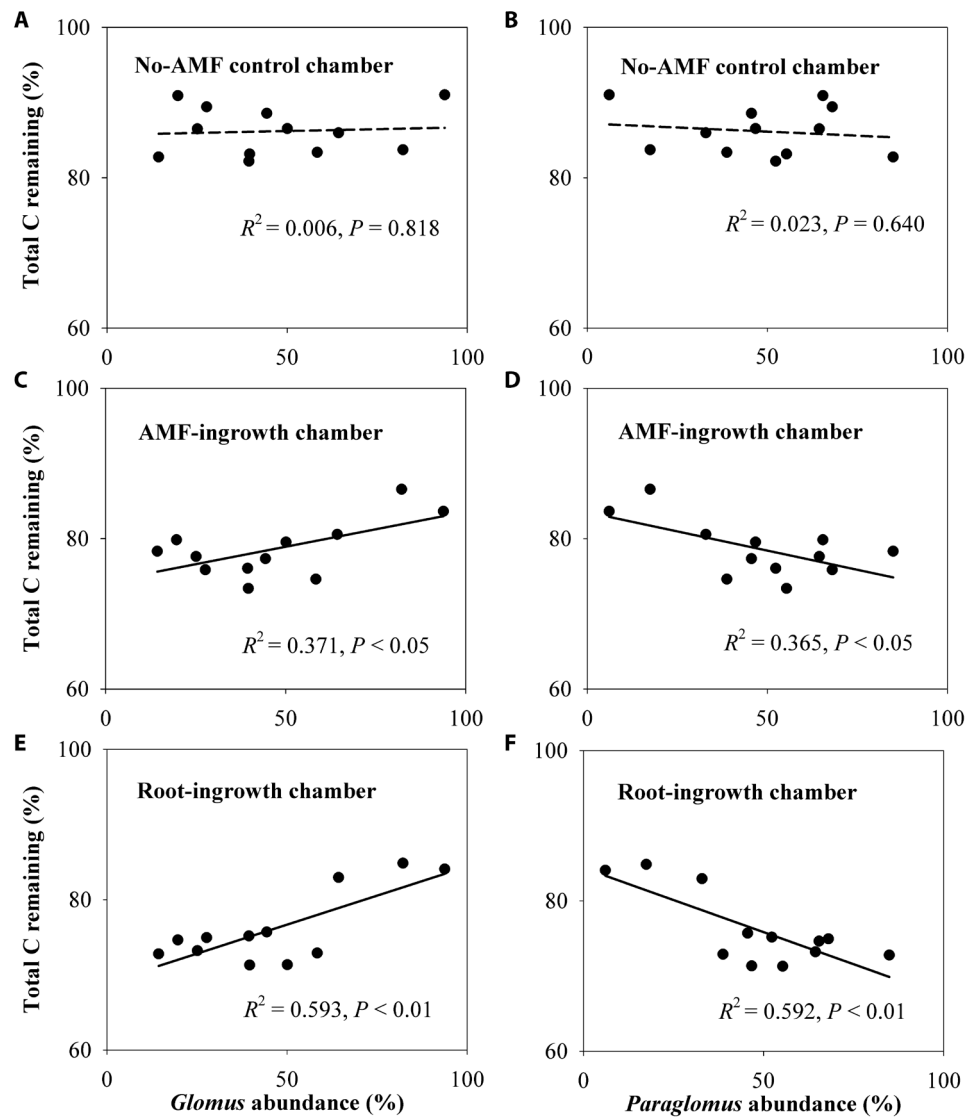 A
B
Total C remaining (%)
100
80
60
No-AMF control chamber
R² = 0.006, P = 0.818
0
50
100
100
80
60
No-AMF control chamber
R² = 0.023, P = 0.640
0
50
100
C
D
Total C remaining (%)
100
80
60
AMF-ingrowth chamber
R² = 0.371, P < 0.05
0
50
100
100
80
60
AMF-ingrowth chamber
R² = 0.365, P < 0.05
0
50
100
E
F
Total C remaining (%)
100
80
60
Root-ingrowth chamber
R² = 0.593, P < 0.01
0
50
100
Glomus abundance (%)
100
80
60
Root-ingrowth chamber
R² = 0.592, P < 0.01
0
50
100
Paraglomus abundance (%)